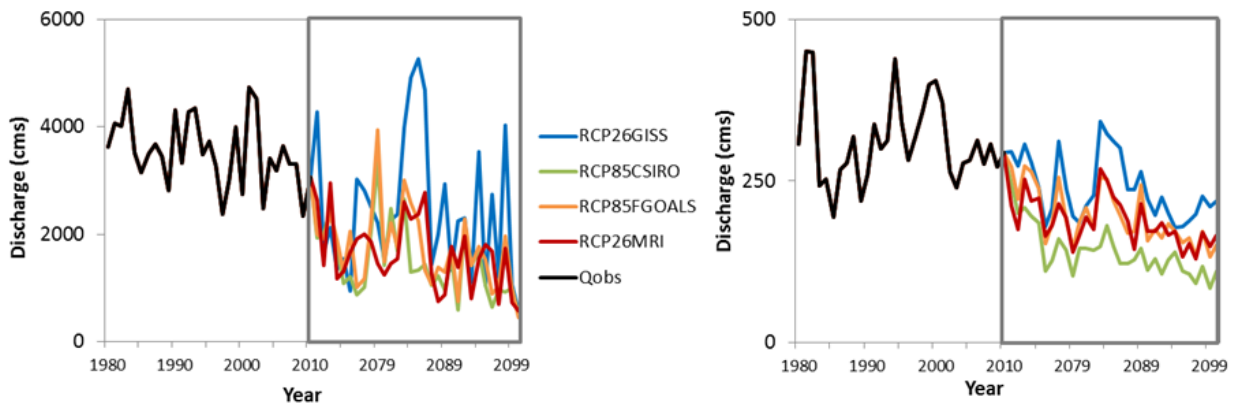 6000
4000
2000
0
Discharge (cms)
1980
1990
2000
2010
2079
2089
2099
Year
RCP26GISS
RCP85CSIRO
RCP85FGOALS
RCP26MRI
Qobs
500
250
0
Discharge (cms)
1980
1990
2000
2010
2079
2089
2099
Year